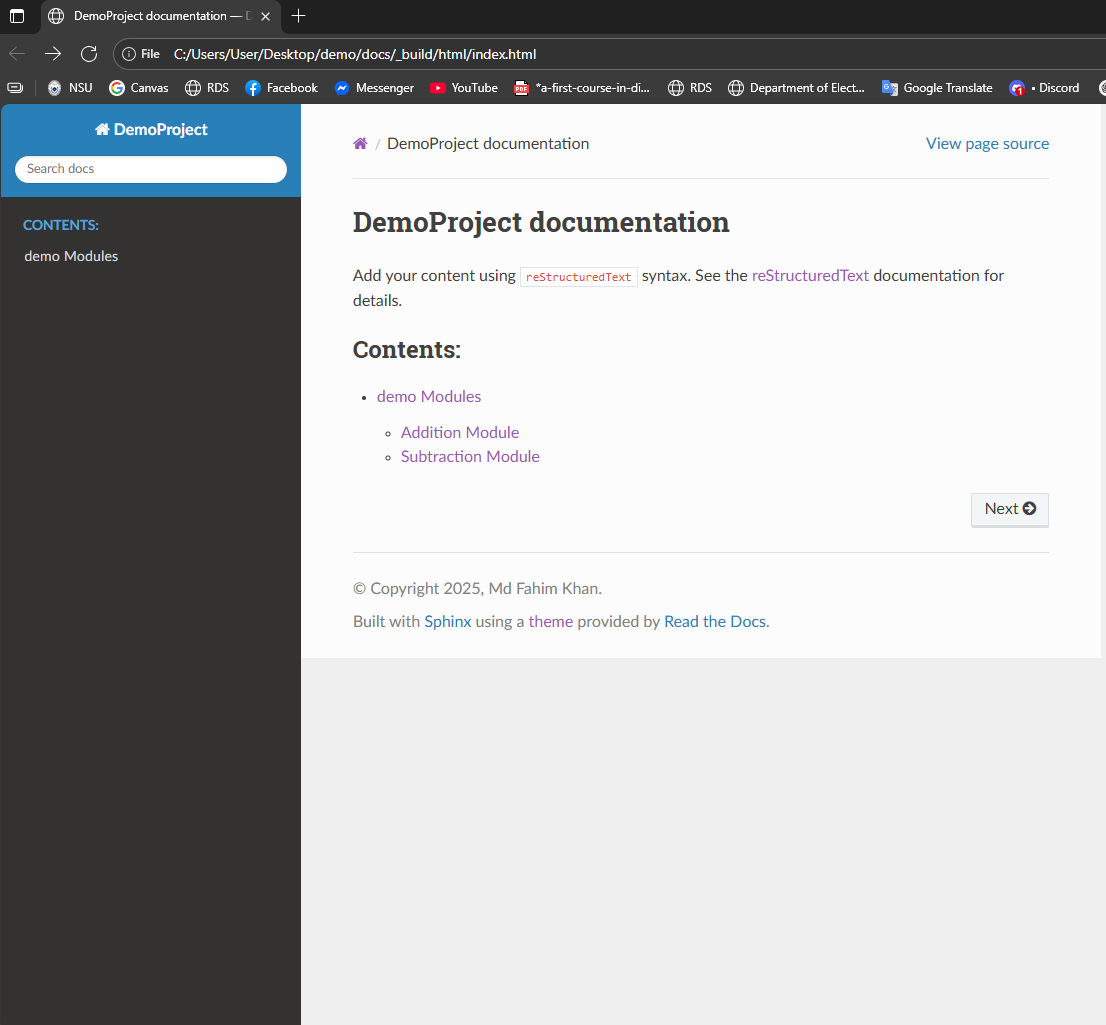 DemoProject documentation —
File C:/Users/User/Desktop/demo/docs/_build/html/index.html
NSU Canvas RDS Facebook Messenger YouTube *a-first-course-in-di... RDS Department of Elect... Google Translate • Discord
DemoProject
Search docs
CONTENTS:
demo Modules
/ DemoProject documentation View page source
DemoProject documentation
Add your content using reStructuredText syntax. See the reStructuredText documentation for
details.
Contents:
• demo Modules
◦ Addition Module
◦ Subtraction Module
Next
© Copyright 2025, Md Fahim Khan.
Built with Sphinx using a theme provided by Read the Docs.